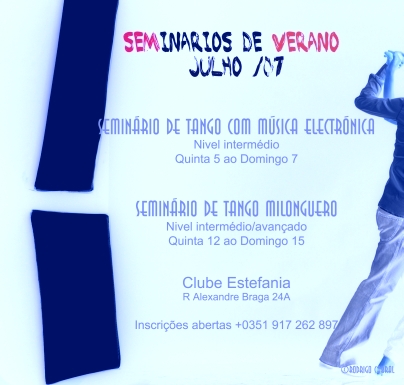 SEMINARIOS DE VERANO
JULHO /07
SEMINÁRIO DE TANGO COM MÚSICA ELECTRÓNICA
Nivel intermédio
Quinta 5 ao Domingo 7
SEMINÁRIO DE TANGO MILONGUERO
Nivel intermédio/avançado
Quinta 12 ao Domingo 15
Clube Estefania
R Alexandre Braga 24A
Inscrições abertas +0351 917 262 897
©RODRIGO